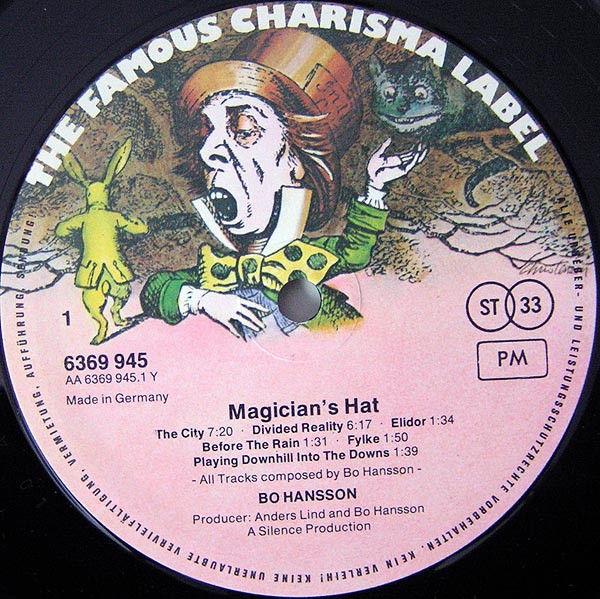 THE FAMOUS CHARISMA LABEL
1
ST 33
PM
6369 945
AA 6369 945.1 Y
Made in Germany
Magician's Hat
The City 7:20 · Divided Reality 6:17 · Elidor 1:34
Before The Rain 1:31 · Fylke 1:50
Playing Downhill Into The Downs 1:39
- All Tracks composed by Bo Hansson -
BO HANSSON
Producer: Anders Lind and Bo Hansson
A Silence Production
UND LEISTUNGSSCHUTZRECHTE VORBEHALTEN. KEIN VERLEIH! KEINE UNERLAUBTE VERVIELFÄLTIGUNG, VERMIETUNG, AUFFÜHRUNG, SENDUNG!